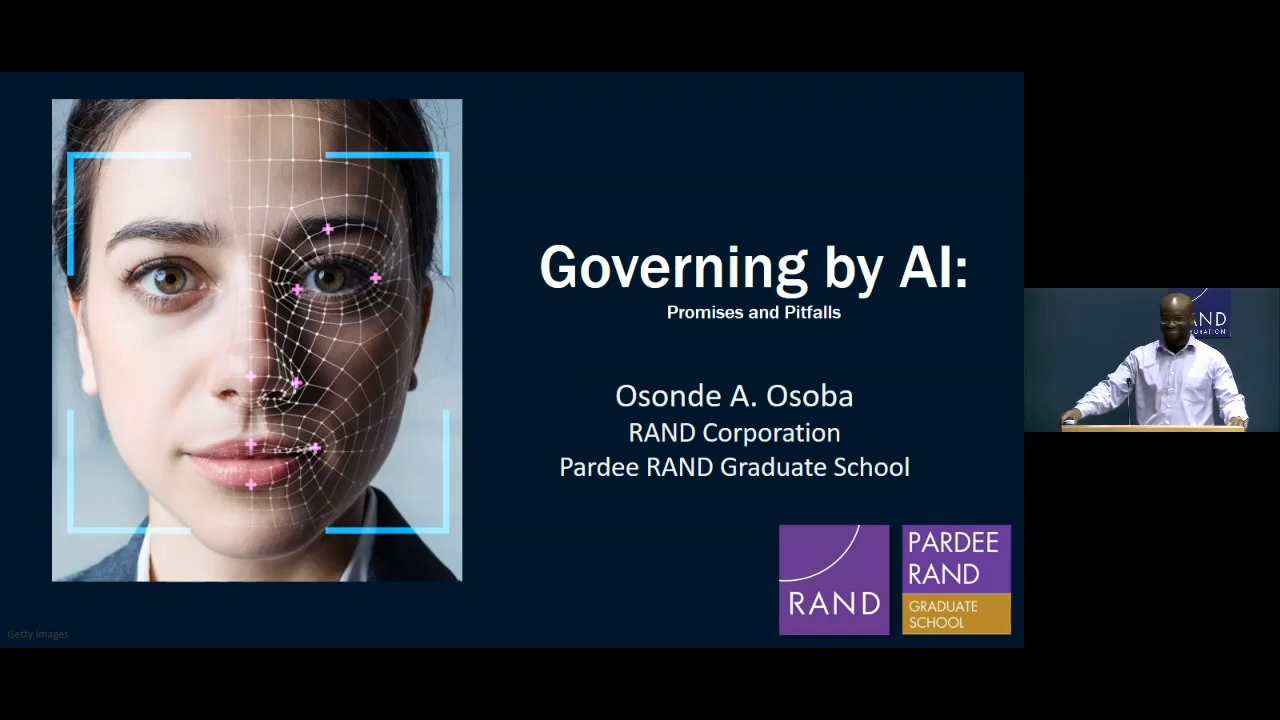 Governing by AI:
Promises and Pitfalls
Osonde A. Osoba
RAND Corporation
Pardee RAND Graduate School
RAND
PARDEE
RAND
GRADUATE
SCHOOL
Getty Images